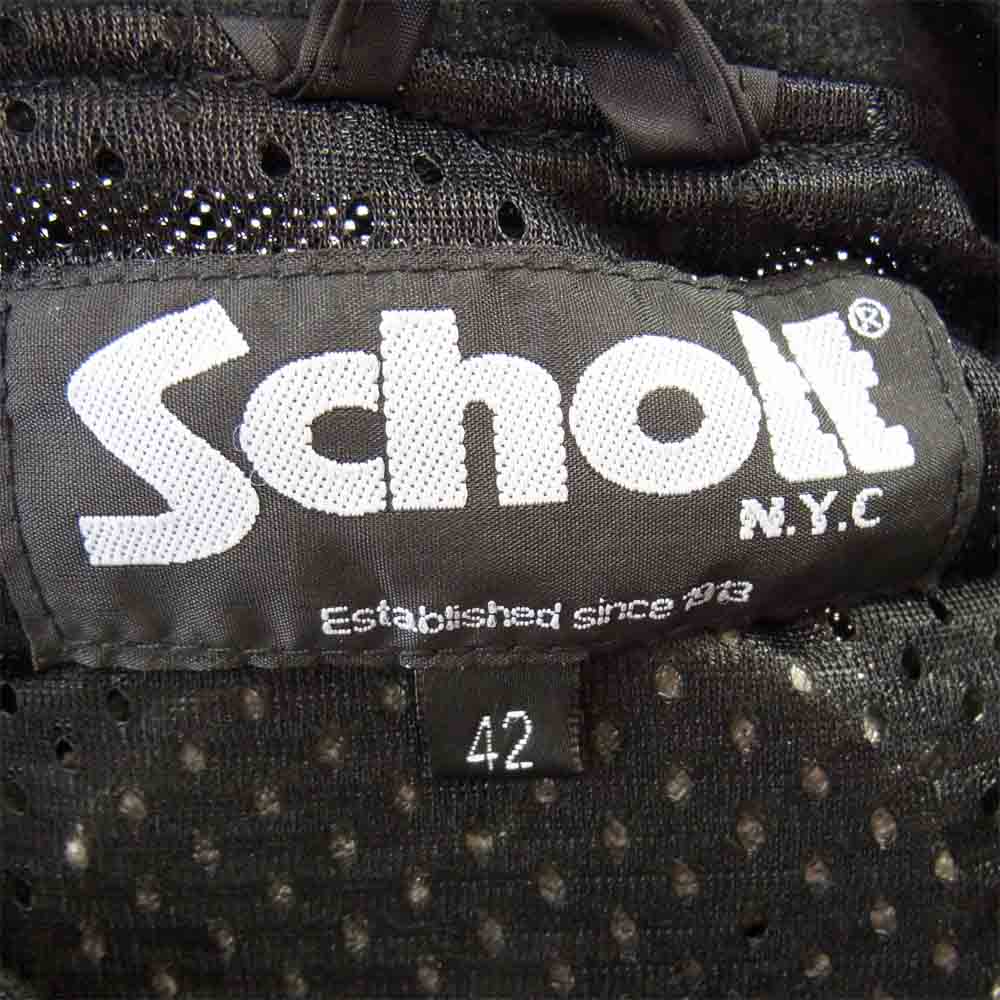 Schott®
N.Y.C
Established since 1913
42